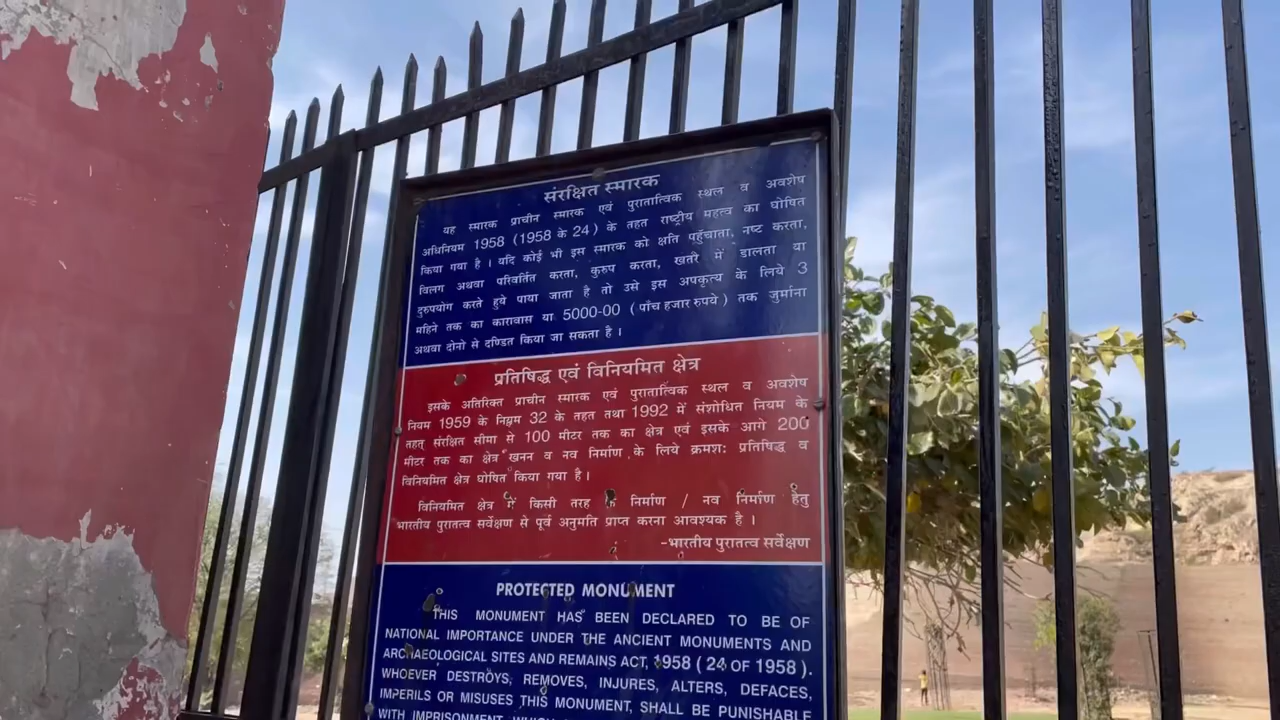 संरक्षित स्मारक
यह स्मारक प्राचीन स्मारक एवं पुरातात्विक स्थल व अवशेष
अधिनियम 1958 (1958 के 24) के तहत राष्ट्रीय महत्व का घोषित
किया गया है । यदि कोई भी इस स्मारक को क्षति पहुँचाता, नष्ट करता,
विलग अथवा परिवर्तित करता, कुरुप करता, खतरे में डालता या
दुरुपयोग करते हुये पाया जाता है तो उसे इस अपकृत्य के लिये 3
महिने तक का कारावास या 5000-00 (पाँच हजार रुपये) तक जुर्माना
अथवा दोनो से दण्डित किया जा सकता है ।
प्रतिषिद्ध एवं विनियमित क्षेत्र
इसके अतिरिक्त प्राचीन स्मारक एवं पुरातात्विक स्थल व अवशेष
नियम 1959 के नियम 32 के तहत तथा 1992 में संशोधित नियम के
तहत संरक्षित सीमा से 100 मीटर तक का क्षेत्र एवं इसके आगे 200
मीटर तक का क्षेत्र खनन व नव निर्माण के लिये क्रमशः प्रतिषिद्ध व
विनियमित क्षेत्र घोषित किया गया है ।
विनियमित क्षेत्र में किसी तरह के निर्माण / नव निर्माण हेतु
भारतीय पुरातत्व सर्वेक्षण से पूर्व अनुमति प्राप्त करना आवश्यक है ।
-भारतीय पुरातत्व सर्वेक्षण
PROTECTED MONUMENT
THIS MONUMENT HAS BEEN DECLARED TO BE OF
NATIONAL IMPORTANCE UNDER THE ANCIENT MONUMENTS AND
ARCHAEOLOGICAL SITES AND REMAINS ACT, 1958 ( 24 OF 1958 ).
WHOEVER DESTROYS, REMOVES, INJURES, ALTERS, DEFACES,
IMPERILS OR MISUSES THIS MONUMENT, SHALL BE PUNISHABLE
WITH IMPRISONMENT